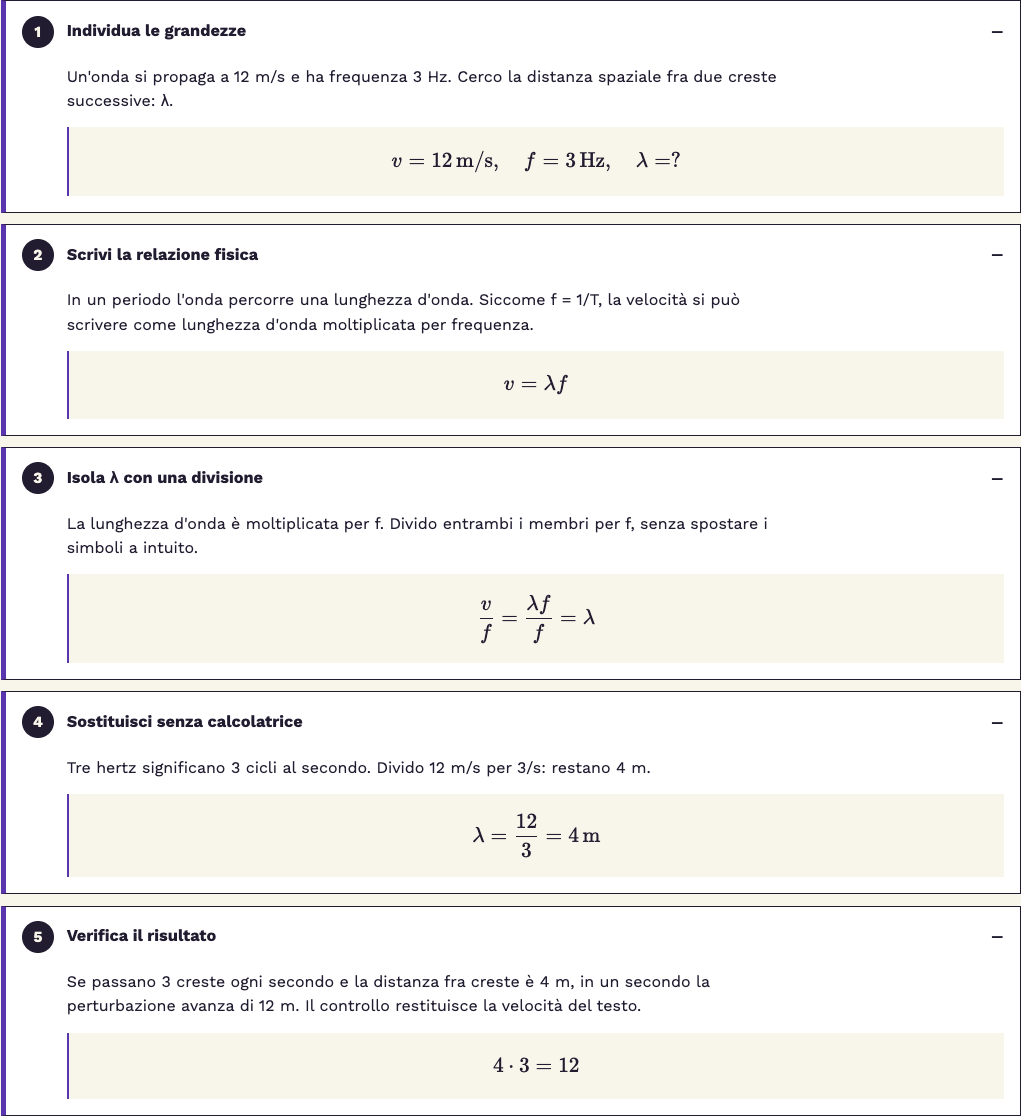 1 Individua le grandezze –
Un'onda si propaga a 12 m/s e ha frequenza 3 Hz. Cerco la distanza spaziale fra due creste
successive: λ.
v = 12 m/s, f = 3 Hz, λ =?
2 Scrivi la relazione fisica –
In un periodo l'onda percorre una lunghezza d'onda. Siccome f = 1/T, la velocità si può
scrivere come lunghezza d'onda moltiplicata per frequenza.
v = λf
3 Isola λ con una divisione –
La lunghezza d'onda è moltiplicata per f. Divido entrambi i membri per f, senza spostare i
simboli a intuito.
v/f = λf/f = λ
4 Sostituisci senza calcolatrice –
Tre hertz significano 3 cicli al secondo. Divido 12 m/s per 3/s: restano 4 m.
λ = 12/3 = 4 m
5 Verifica il risultato –
Se passano 3 creste ogni secondo e la distanza fra creste è 4 m, in un secondo la
perturbazione avanza di 12 m. Il controllo restituisce la velocità del testo.
4 · 3 = 12